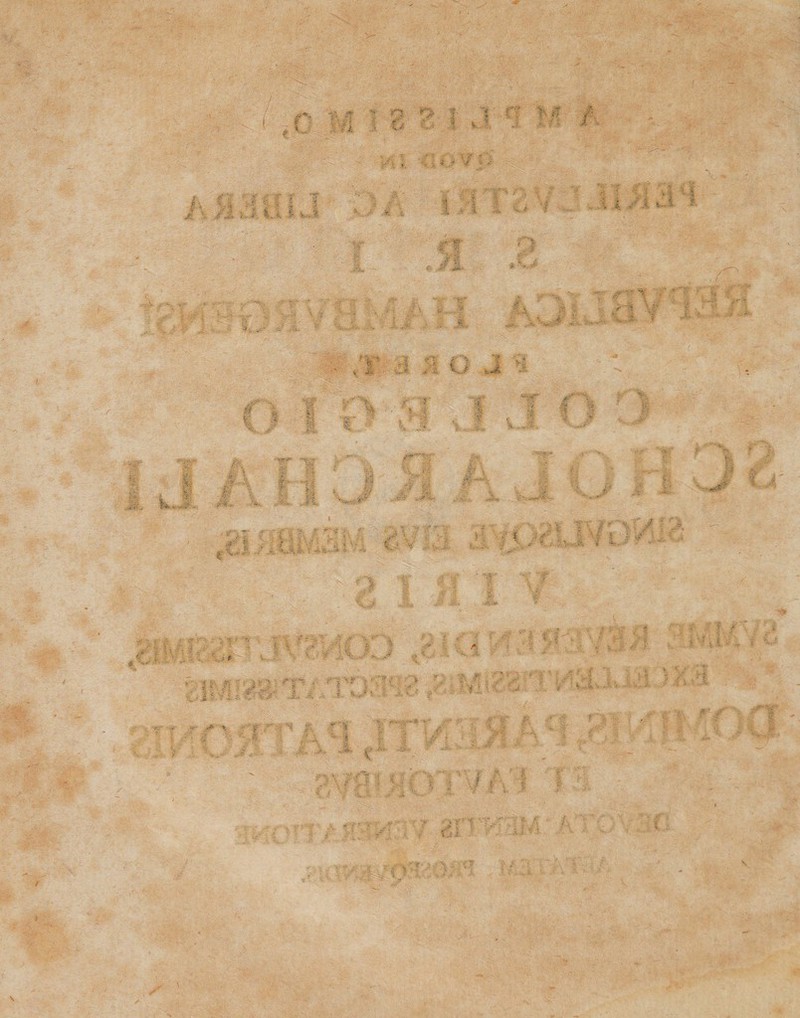 AMPLISSIMO,
QVOD IN
PERILLVSTRI AC LIBERA
S. R. I
REPVBLICA HAMBVRGENSI
FLORET,
COLLEGIO
SCHOLARCHALI
SINGVLISQVE EIVS MEMBRIS,
VIRIS
SVMME REVERENDIS, CONSVLTISSIMIS,
EXCELLENTISSIMIS, SPECTATISSIMIS
DOMINIS, PARENTI, PATRONIS
ET FAVTORIBVS
DEVOTA MENTIS VENERATIONE
AETATEM PROSEQVENDIS,